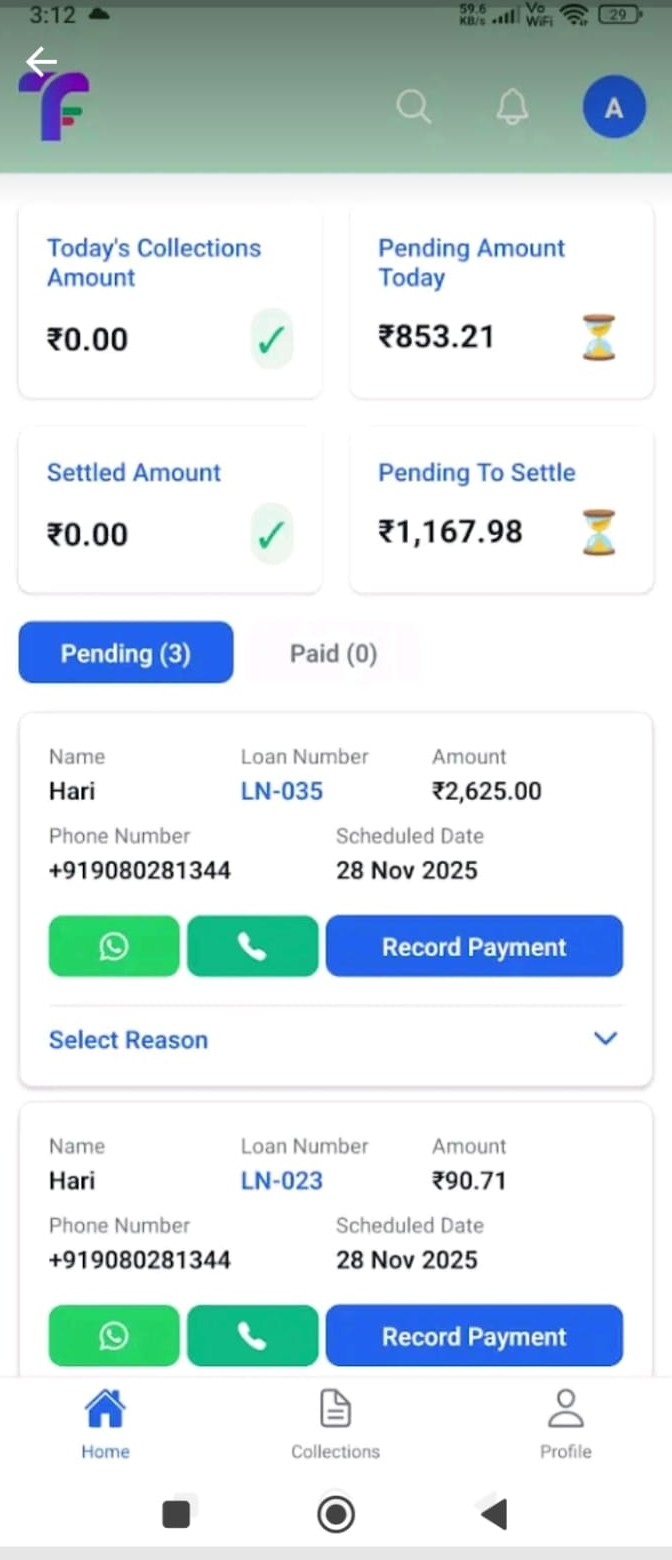 3:12
59.6 KB/s Vo WiFi 29
TF
A
Today's Collections
Amount
₹0.00
Pending Amount
Today
₹853.21
Settled Amount
₹0.00
Pending To Settle
₹1,167.98
Pending (3) Paid (0)
Name Loan Number Amount
Hari LN-035 ₹2,625.00
Phone Number Scheduled Date
+919080281344 28 Nov 2025
Record Payment
Select Reason
Name Loan Number Amount
Hari LN-023 ₹90.71
Phone Number Scheduled Date
+919080281344 28 Nov 2025
Record Payment
Home Collections Profile